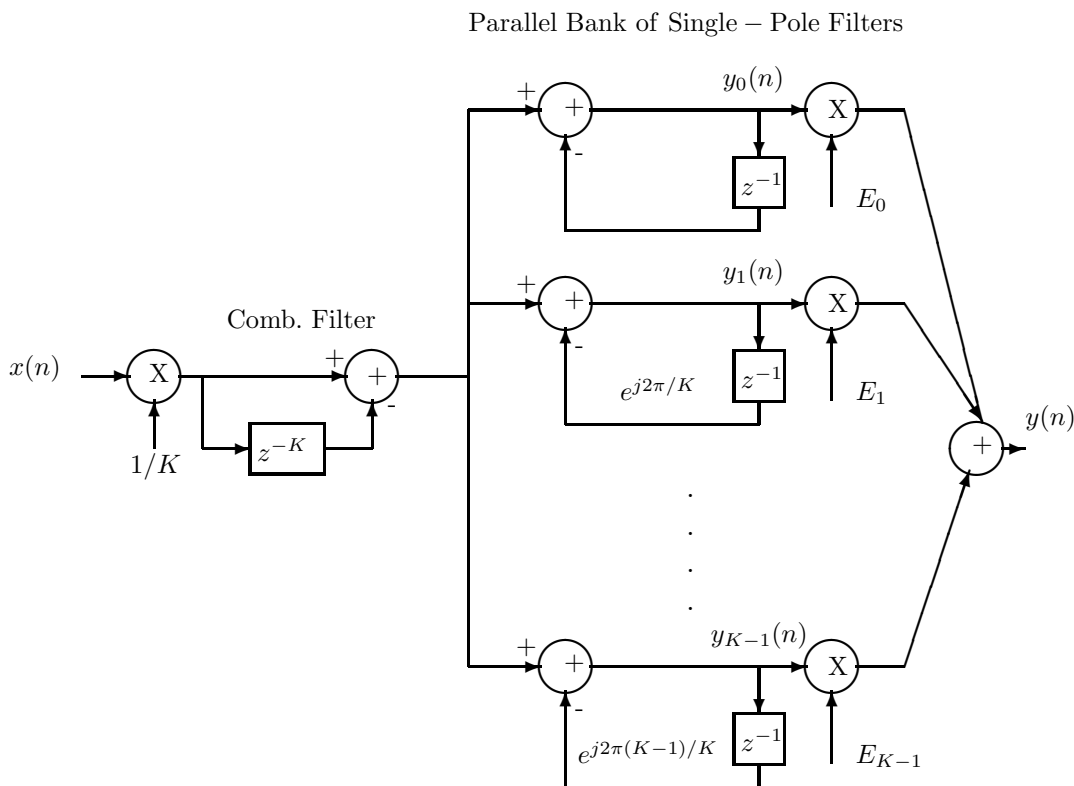 Parallel Bank of Single – Pole Filters
y_0(n)
+
+
X
-
z^{-1}
E_0
y_1(n)
+
+
X
-
e^{j2π/K}
z^{-1}
E_1
Comb. Filter
x(n)
X
+
+
-
1/K
z^{-K}
+
y(n)
.
.
.
.
y_{K-1}(n)
+
+
X
-
e^{j2π(K-1)/K}
z^{-1}
E_{K-1}